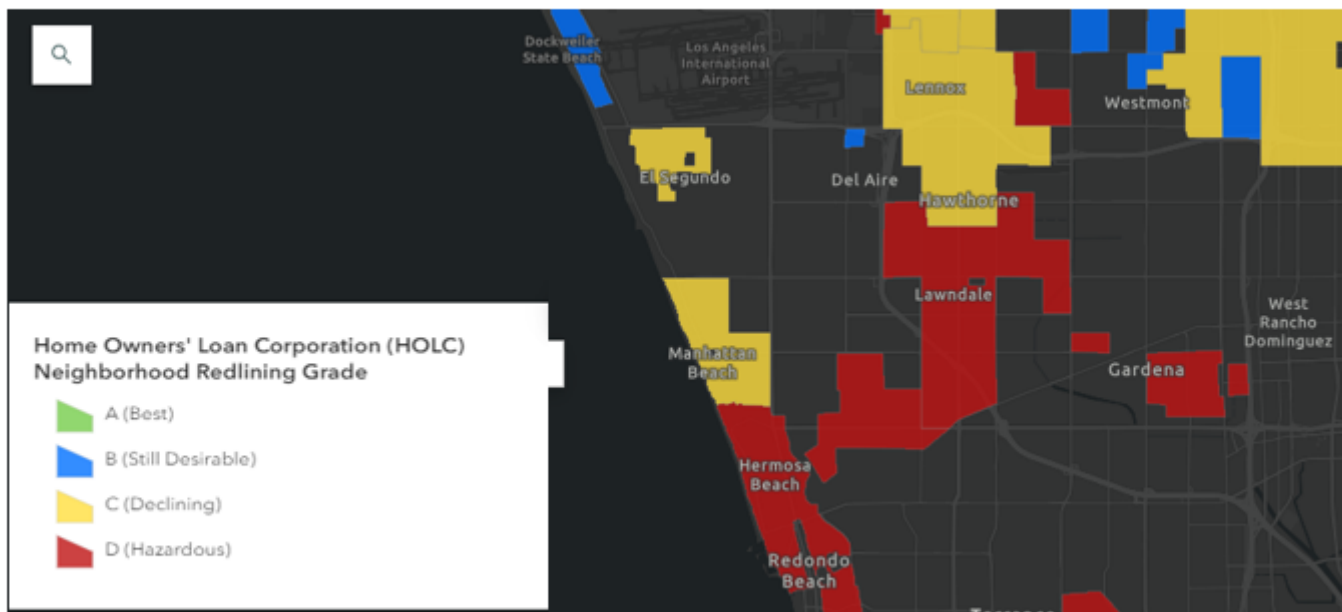 Dockweiler
State Beach
Los Angeles
International
Airport
Lennox
Westmont
El Segundo
Del Aire
Hawthorne
Lawndale
West
Rancho
Dominguez
Manhattan
Beach
Gardena
Hermosa
Beach
Redondo
Beach
Home Owners' Loan Corporation (HOLC)
Neighborhood Redlining Grade
A (Best)
B (Still Desirable)
C (Declining)
D (Hazardous)